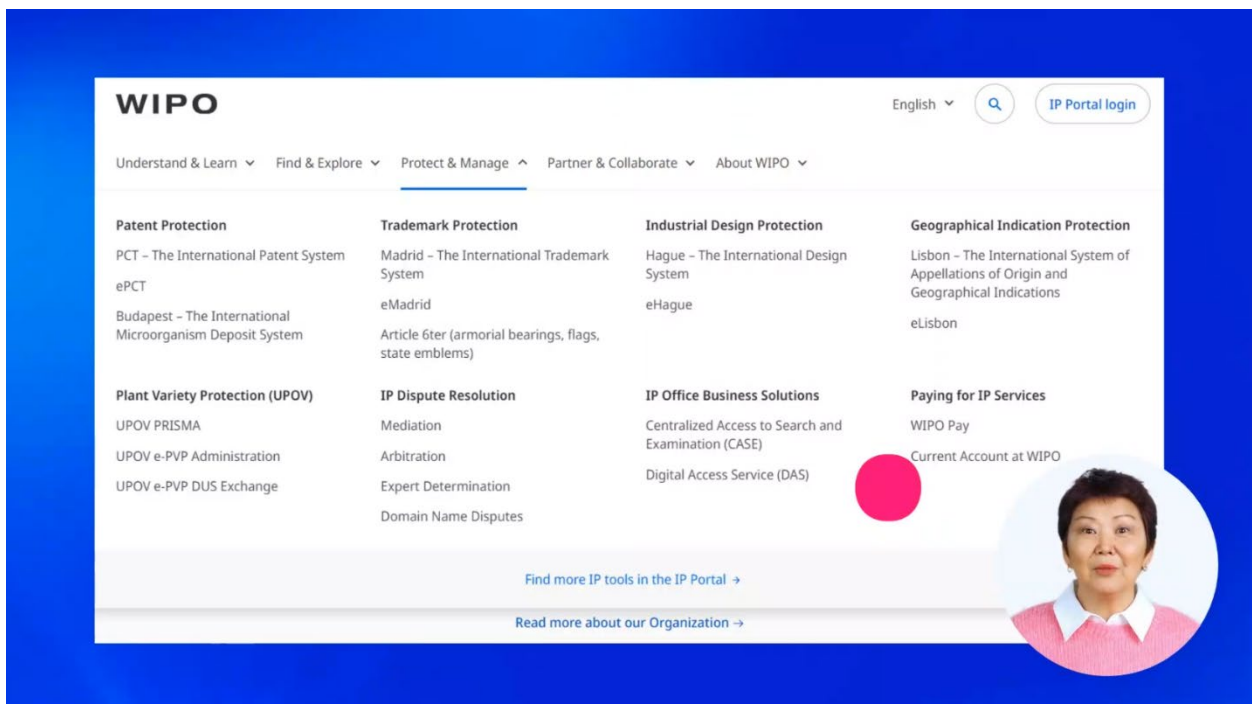 WIPO
English
IP Portal login
Understand & Learn
Find & Explore
Protect & Manage
Partner & Collaborate
About WIPO
Patent Protection
PCT – The International Patent System
ePCT
Budapest – The International
Microorganism Deposit System
Trademark Protection
Madrid – The International Trademark
System
eMadrid
Article 6ter (armorial bearings, flags,
state emblems)
Industrial Design Protection
Hague – The International Design
System
eHague
Geographical Indication Protection
Lisbon – The International System of
Appellations of Origin and
Geographical Indications
eLisbon
Plant Variety Protection (UPOV)
UPOV PRISMA
UPOV e-PVP Administration
UPOV e-PVP DUS Exchange
IP Dispute Resolution
Mediation
Arbitration
Expert Determination
Domain Name Disputes
IP Office Business Solutions
Centralized Access to Search and
Examination (CASE)
Digital Access Service (DAS)
Paying for IP Services
WIPO Pay
Current Account at WIPO
Find more IP tools in the IP Portal →
Read more about our Organization →